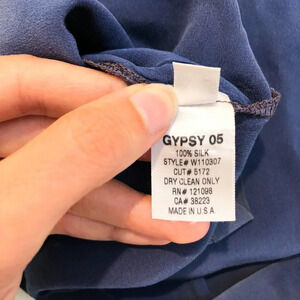 GYPSY 05
100% SILK
STYLE# W110307
CUT# 5172
DRY CLEAN ONLY
RN# 121098
CA# 38223
MADE IN U.S.A.